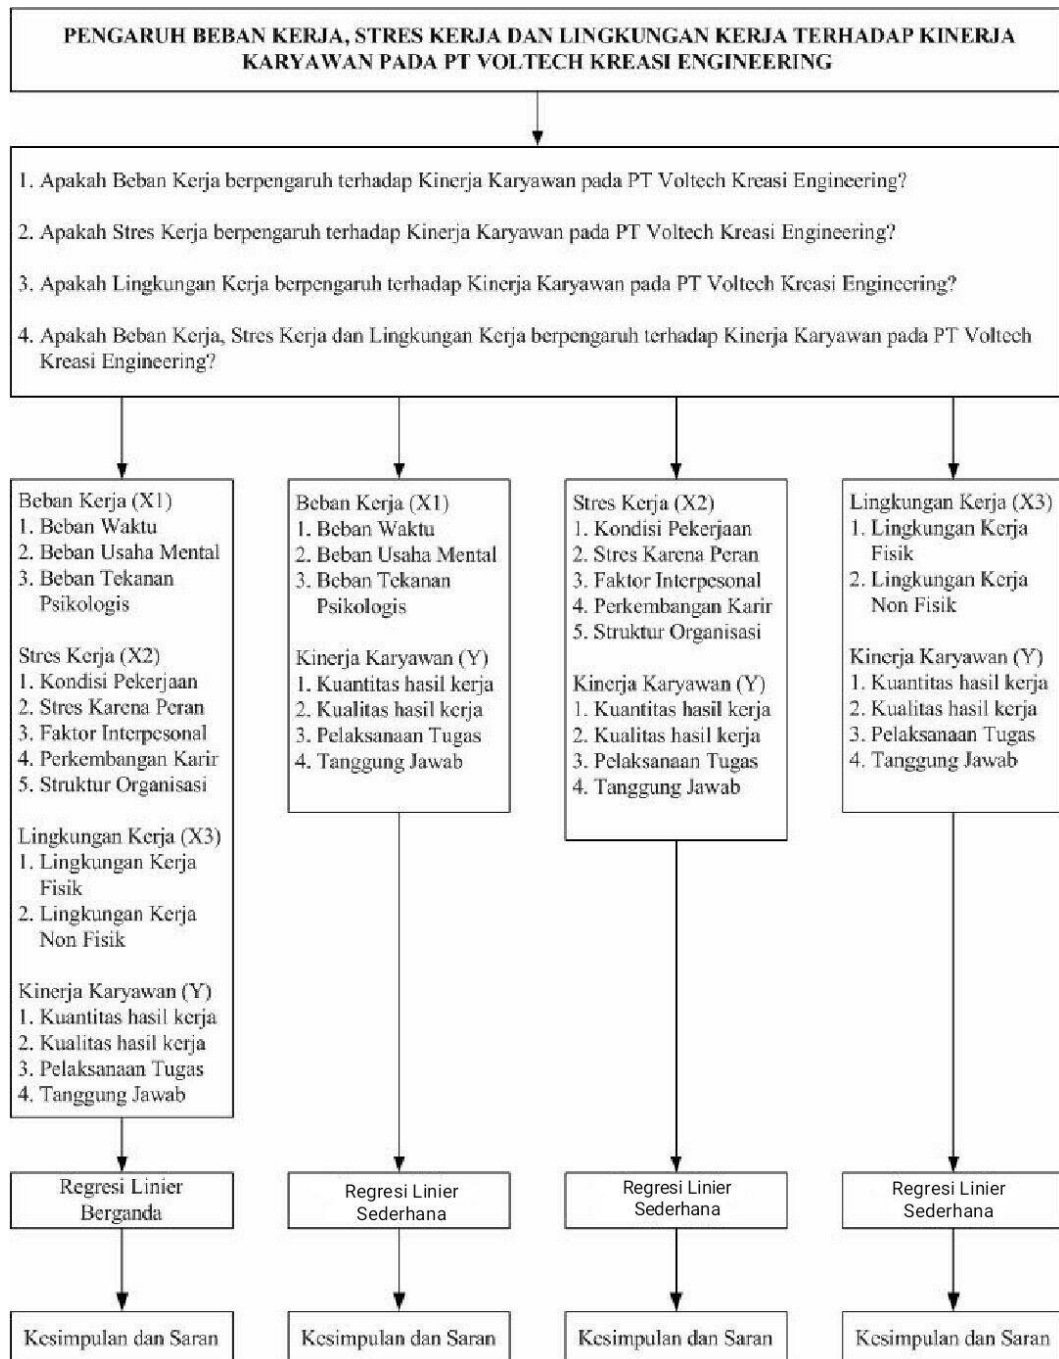 PENGARUH BEBAN KERJA, STRES KERJA DAN LINGKUNGAN KERJA TERHADAP KINERJA
KARYAWAN PADA PT VOLTECH KREASI ENGINEERING
1. Apakah Beban Kerja berpengaruh terhadap Kinerja Karyawan pada PT Voltech Kreasi Engineering?
2. Apakah Stres Kerja berpengaruh terhadap Kinerja Karyawan pada PT Voltech Kreasi Engineering?
3. Apakah Lingkungan Kerja berpengaruh terhadap Kinerja Karyawan pada PT Voltech Kreasi Engineering?
4. Apakah Beban Kerja, Stres Kerja dan Lingkungan Kerja berpengaruh terhadap Kinerja Karyawan pada PT Voltech
Kreasi Engineering?
Beban Kerja (X1)
1. Beban Waktu
2. Beban Usaha Mental
3. Beban Tekanan
Psikologis
Stres Kerja (X2)
1. Kondisi Pekerjaan
2. Stres Karena Peran
3. Faktor Interpesonal
4. Perkembangan Karir
5. Struktur Organisasi
Lingkungan Kerja (X3)
1. Lingkungan Kerja
Fisik
2. Lingkungan Kerja
Non Fisik
Kinerja Karyawan (Y)
1. Kuantitas hasil kerja
2. Kualitas hasil kerja
3. Pelaksanaan Tugas
4. Tanggung Jawab
Regresi Linier
Berganda
Kesimpulan dan Saran
Beban Kerja (X1)
1. Beban Waktu
2. Beban Usaha Mental
3. Beban Tekanan
Psikologis
Kinerja Karyawan (Y)
1. Kuantitas hasil kerja
2. Kualitas hasil kerja
3. Pelaksanaan Tugas
4. Tanggung Jawab
Regresi Linier
Sederhana
Kesimpulan dan Saran
Stres Kerja (X2)
1. Kondisi Pekerjaan
2. Stres Karena Peran
3. Faktor Interpesonal
4. Perkembangan Karir
5. Struktur Organisasi
Kinerja Karyawan (Y)
1. Kuantitas hasil kerja
2. Kualitas hasil kerja
3. Pelaksanaan Tugas
4. Tanggung Jawab
Regresi Linier
Sederhana
Kesimpulan dan Saran
Lingkungan Kerja (X3)
1. Lingkungan Kerja
Fisik
2. Lingkungan Kerja
Non Fisik
Kinerja Karyawan (Y)
1. Kuantitas hasil kerja
2. Kualitas hasil kerja
3. Pelaksanaan Tugas
4. Tanggung Jawab
Regresi Linier
Sederhana
Kesimpulan dan Saran